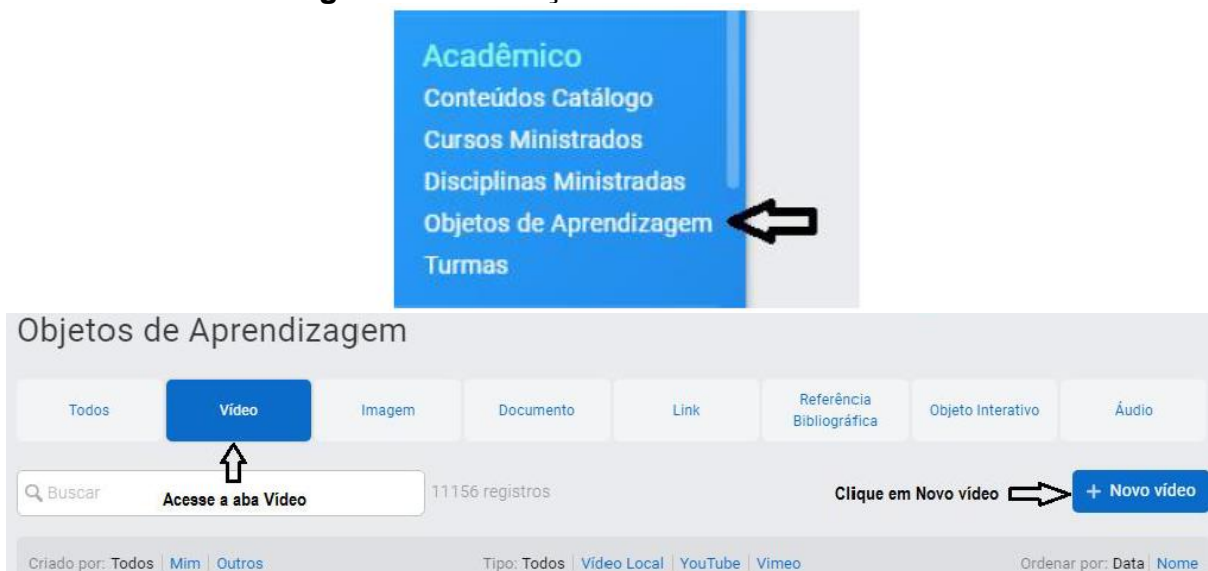 Acadêmico
Conteúdos Catálogo
Cursos Ministrados
Disciplinas Ministradas
Objetos de Aprendizagem
Turmas
Objetos de Aprendizagem
Todos Vídeo Imagem Documento Link Referência Bibliográfica Objeto Interativo Áudio
Buscar Acesse a aba Vídeo 11156 registros Clique em Novo vídeo + Novo vídeo
Criado por: Todos | Mim | Outros Tipo: Todos | Vídeo Local | YouTube | Vimeo Ordenar por: Data | Nome